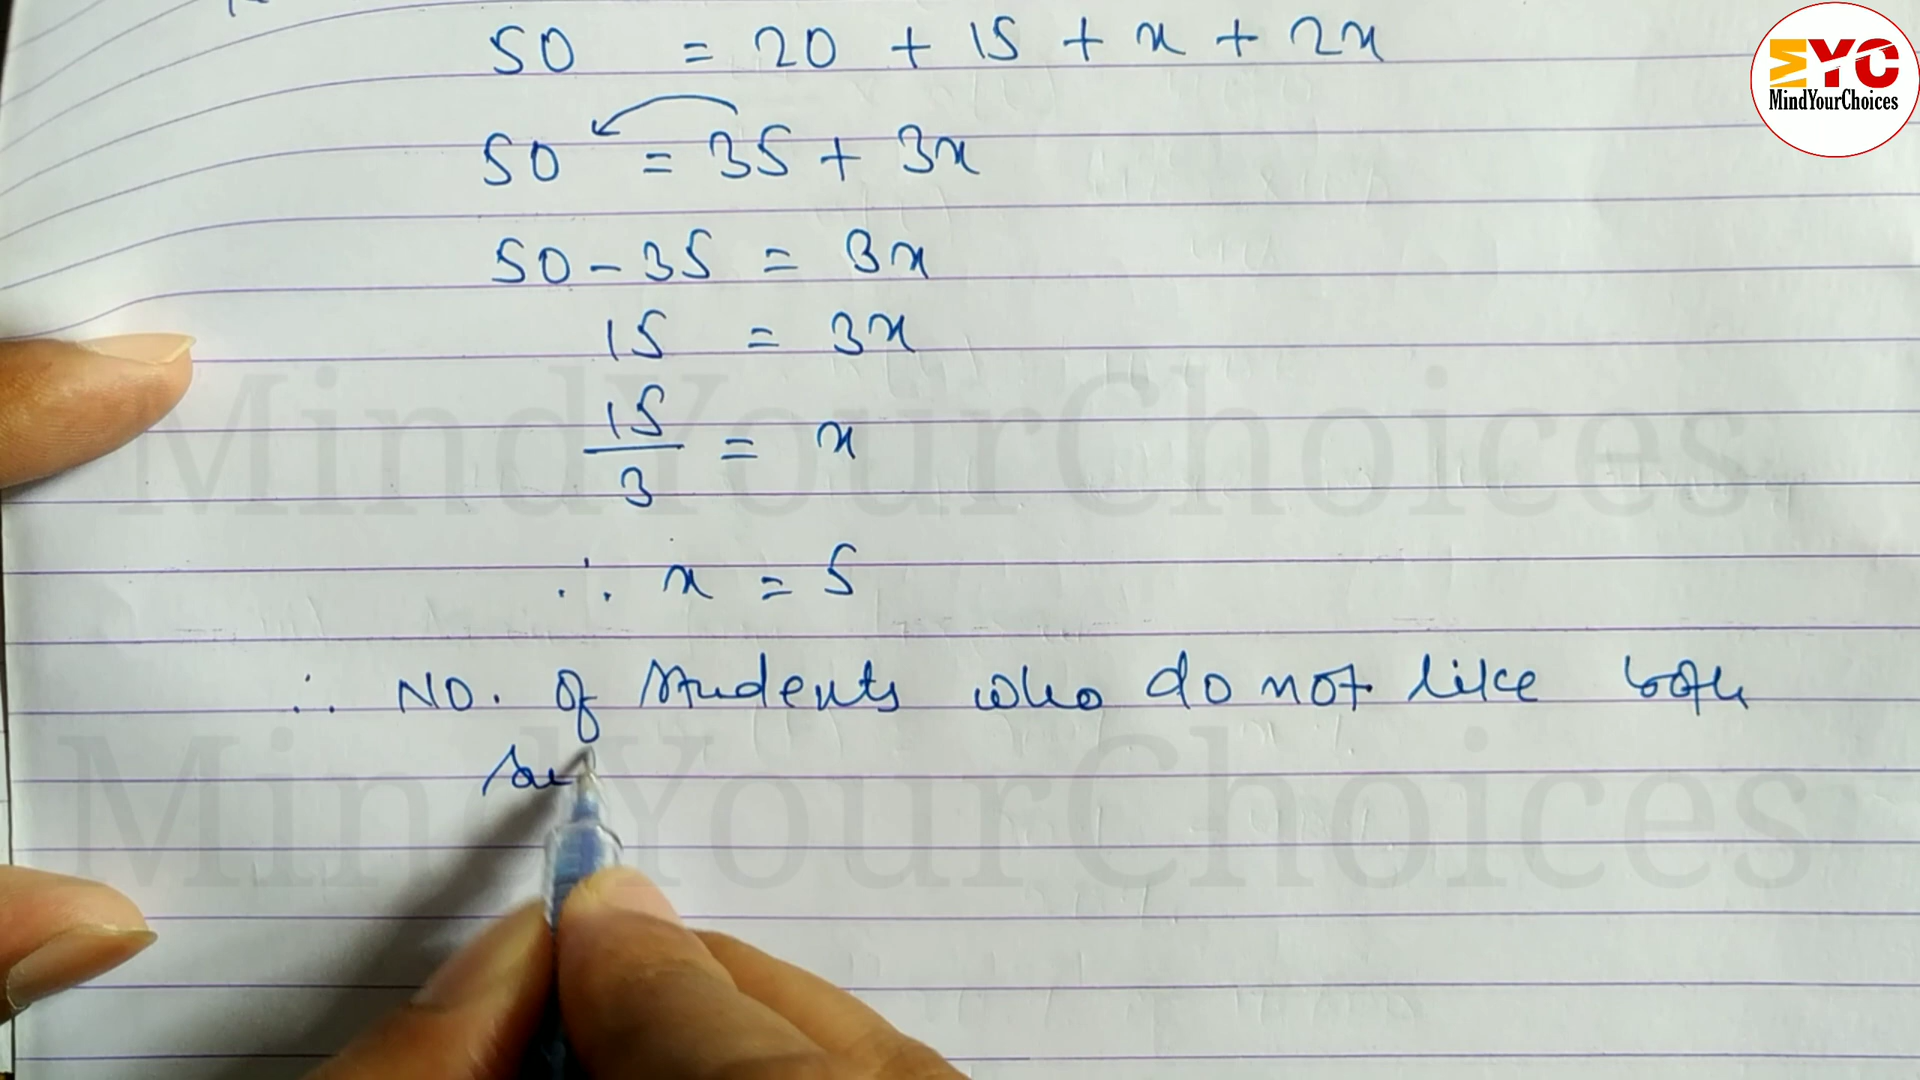 50 = 20 + 15 + x + 2x
MYC
MindYourChoices
50 = 35 + 3x
50 - 35 = 3x
15 = 3x
15/3 = x
∴ x = 5
∴ NO. of students who do not like both
MindYourChoices
MindYourChoices